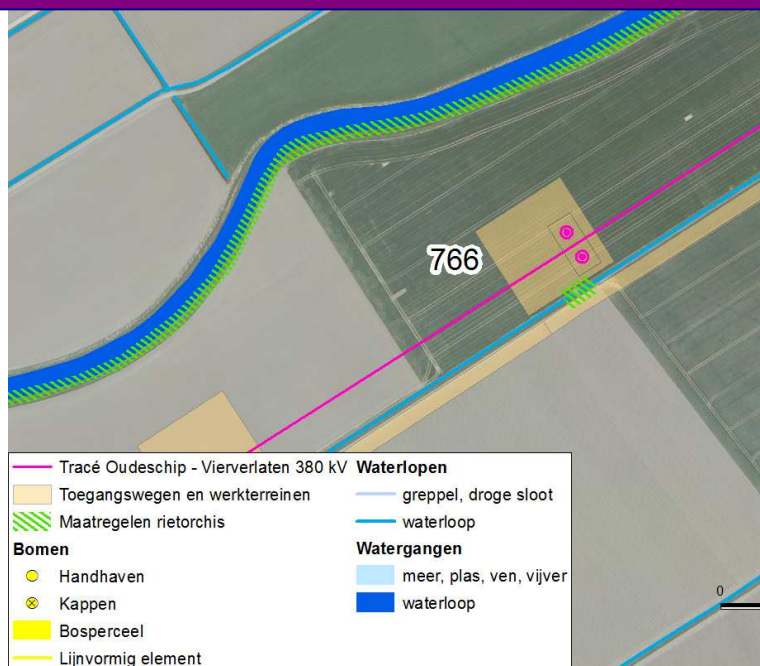 766
Tracé Oudeschip - Vierverlaten 380 kV
Toegangswegen en werkterreinen
Maatregelen rietorchis
Bomen
Handhaven
Kappen
Bosperceel
Lijnvormig element
Waterlopen
greppel, droge sloot
waterloop
Watergangen
meer, plas, ven, vijver
waterloop
0